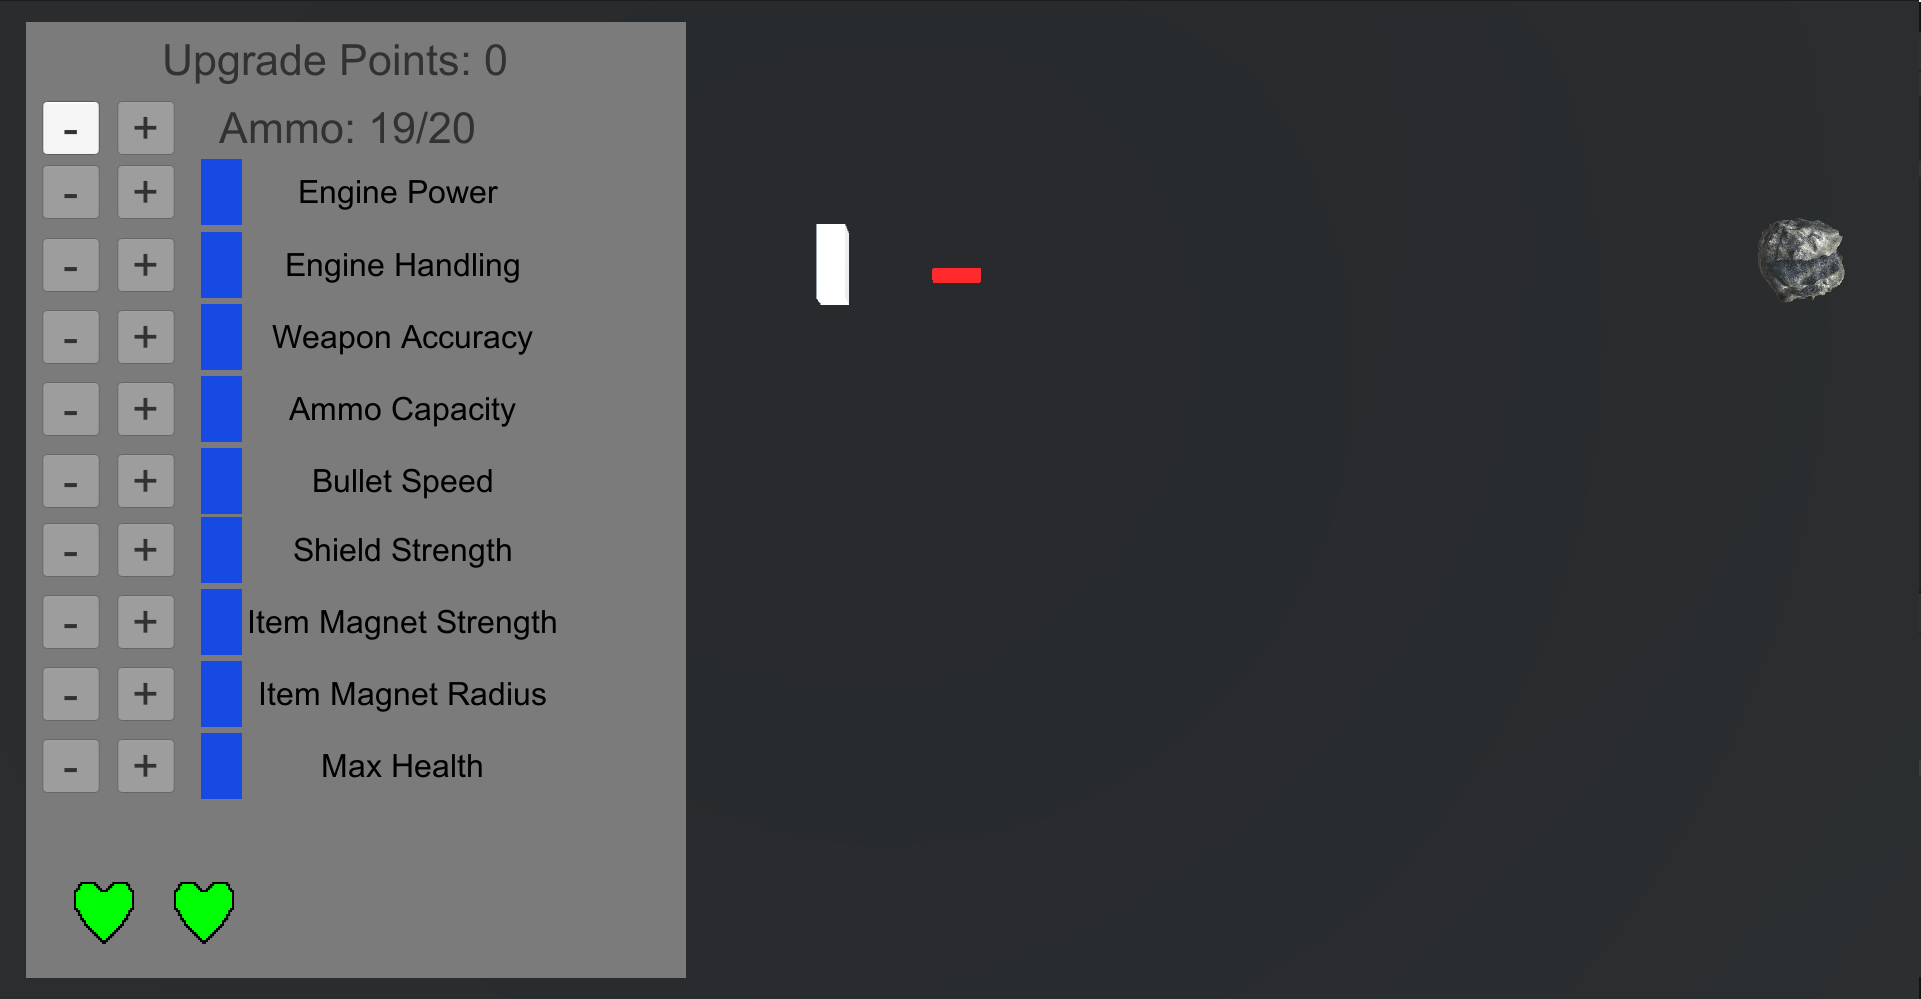 Upgrade Points: 0
- + Ammo: 19/20
- + Engine Power
- + Engine Handling
- + Weapon Accuracy
- + Ammo Capacity
- + Bullet Speed
- + Shield Strength
- + Item Magnet Strength
- + Item Magnet Radius
- + Max Health